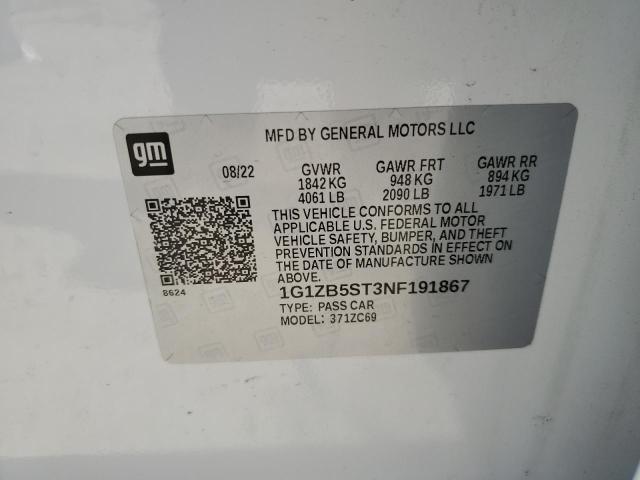 gm
MFD BY GENERAL MOTORS LLC
08/22 GVWR GAWR FRT GAWR RR
1842 KG 948 KG 894 KG
4061 LB 2090 LB 1971 LB
THIS VEHICLE CONFORMS TO ALL
APPLICABLE U.S. FEDERAL MOTOR
VEHICLE SAFETY, BUMPER, AND THEFT
PREVENTION STANDARDS IN EFFECT ON
THE DATE OF MANUFACTURE SHOWN
ABOVE.
8624
1G1ZB5ST3NF191867
TYPE: PASS CAR
MODEL: 371ZC69